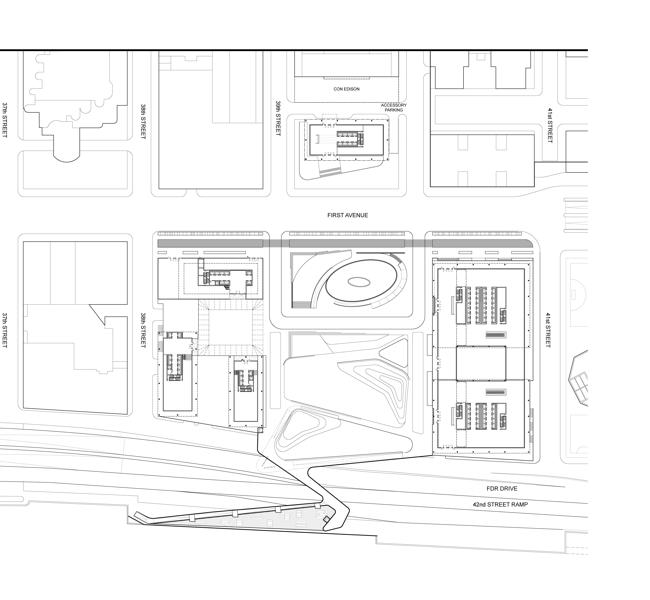 CON EDISON
ACCESSORY
PARKING
37th STREET
38th STREET
39th STREET
41st STREET
FIRST AVENUE
37th STREET
38th STREET
41st STREET
FDR DRIVE
42nd STREET RAMP